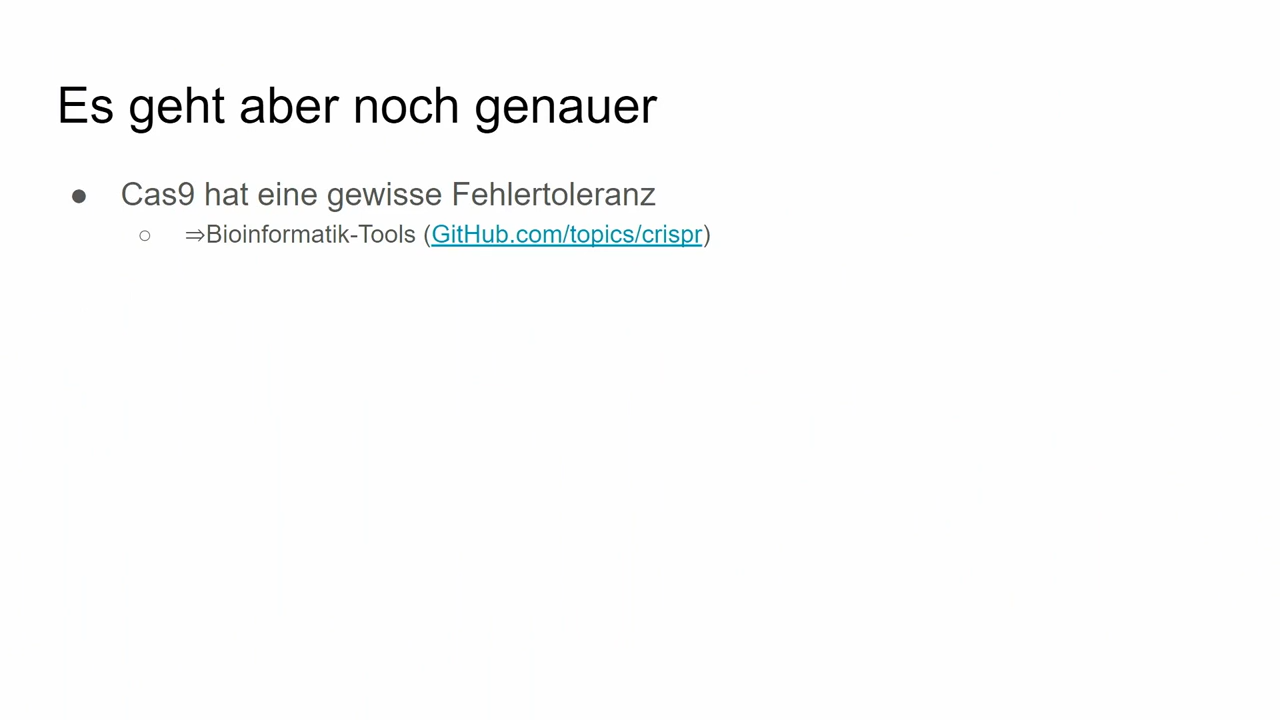 Es geht aber noch genauer
● Cas9 hat eine gewisse Fehlertoleranz
○ ⇒Bioinformatik-Tools (GitHub.com/topics/crispr)